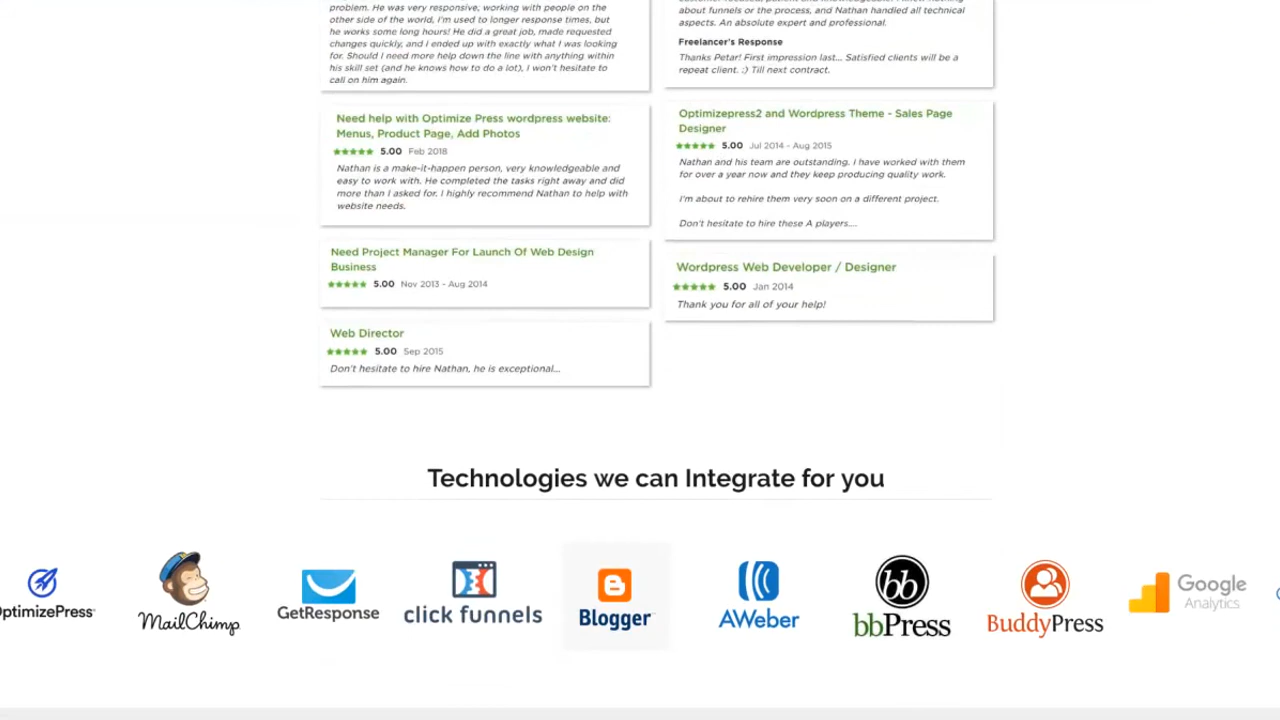 problem. He was very responsive, working with people on the
other side of the world, I'm used to longer response times, but
he works some long hours! He did a great job, made requested
changes quickly, and I ended up with exactly what I was looking
for. Should I need more help down the line with anything within
his skill set (and he knows how to do a lot), I won't hesitate to
call on him again.
Need help with Optimize Press wordpress website:
Menus, Product Page, Add Photos
5.00 Feb 2018
Nathan is a make-it-happen person, very knowledgeable and
easy to work with. He completed the tasks right away and did
more than I asked for. I highly recommend Nathan to help with
website needs.
Need Project Manager For Launch Of Web Design
Business
5.00 Nov 2013 - Aug 2014
Web Director
5.00 Sep 2015
Don't hesitate to hire Nathan, he is exceptional...
about funnels or the process, and Nathan handled all technical
aspects. An absolute expert and professional.
Freelancer's Response
Thanks Petar! First impression last... Satisfied clients will be a
repeat client. :) Till next contract.
Optimizepress2 and Wordpress Theme - Sales Page
Designer
5.00 Jul 2014 - Aug 2015
Nathan and his team are outstanding. I have worked with them
for over a year now and they keep producing quality work.
I'm about to rehire them very soon on a different project.
Don't hesitate to hire these A players....
Wordpress Web Developer / Designer
5.00 Jan 2014
Thank you for all of your help!
Technologies we can Integrate for you
OptimizePress
MailChimp
GetResponse
click funnels
Blogger
AWeber
bb
bbPress
BuddyPress
Google
Analytics